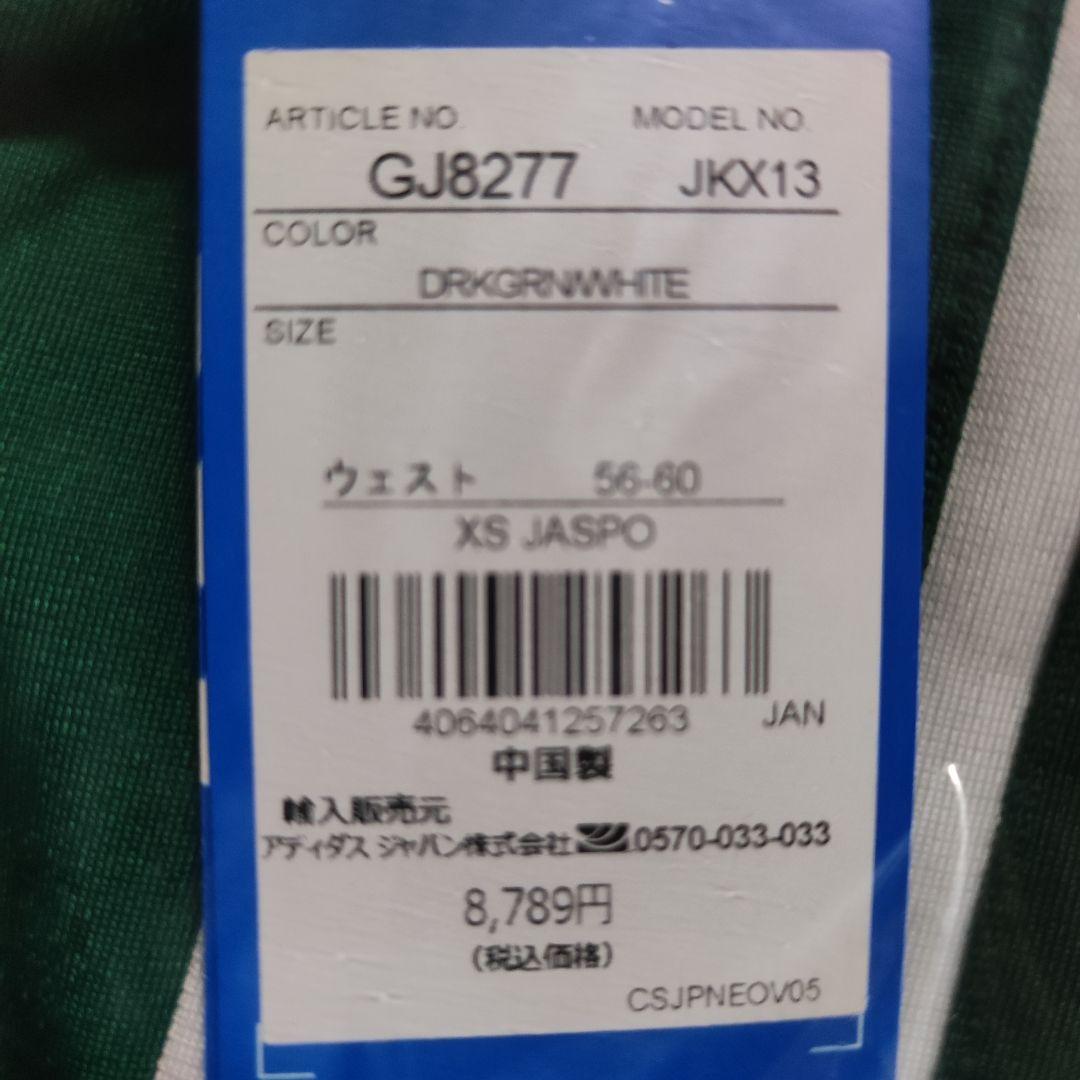 ARTICLE NO. MODEL NO.
GJ8277 JKX13
COLOR
DRKGRN/WHITE
SIZE
ウェスト 56-60
XS JASPO
4064041257263 JAN
中国製
輸入販売元
アディダス ジャパン株式会社 0570-033-033
8,789円
(税込価格)
CSJPNEOV05